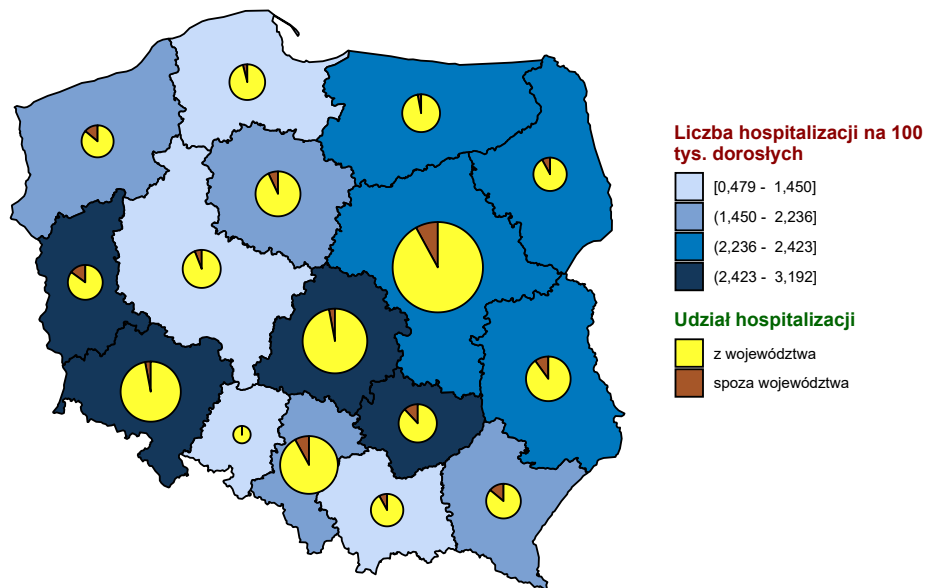 Liczba hospitalizacji na 100
tys. dorosłych
[0,479 - 1,450]
(1,450 - 2,236]
(2,236 - 2,423]
(2,423 - 3,192]
Udział hospitalizacji
z województwa
spoza województwa